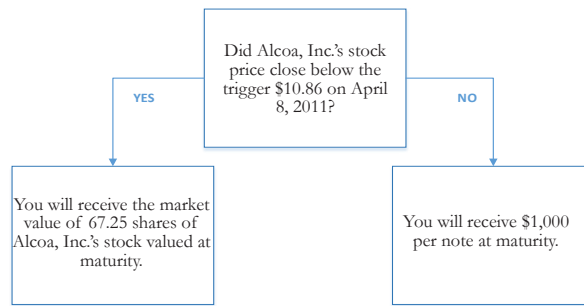 Did Alcoa, Inc.'s stock
price close below the
trigger $10.86 on April
8, 2011?
YES
NO
You will receive the market
value of 67.25 shares of
Alcoa, Inc.'s stock valued at
maturity.
You will receive $1,000
per note at maturity.